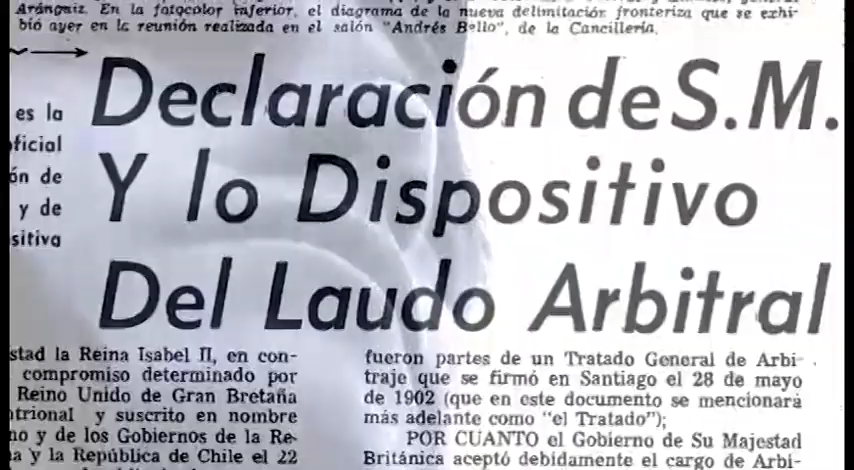 Aránguiz. En la fotocolor inferior, el diagrama de la nueva delimitación fronteriza que se exhi-
bió ayer en la reunión realizada en el salón "Andrés Bello", de la Cancillería.
es la
oficial
ón de
y de
sitiva
Declaración de S.M.
Y lo Dispositivo
Del Laudo Arbitral
stad la Reina Isabel II, en con-
compromiso determinado por
Reino Unido de Gran Bretaña
trional y suscrito en nombre
no y de los Gobiernos de la Re-
a y la República de Chile el 22
fueron partes de un Tratado General de Arbi-
traje que se firmó en Santiago el 28 de mayo
de 1902 (que en este documento se mencionará
más adelante como "el Tratado");
POR CUANTO el Gobierno de Su Majestad
Británica aceptó debidamente el cargo de Arbi-